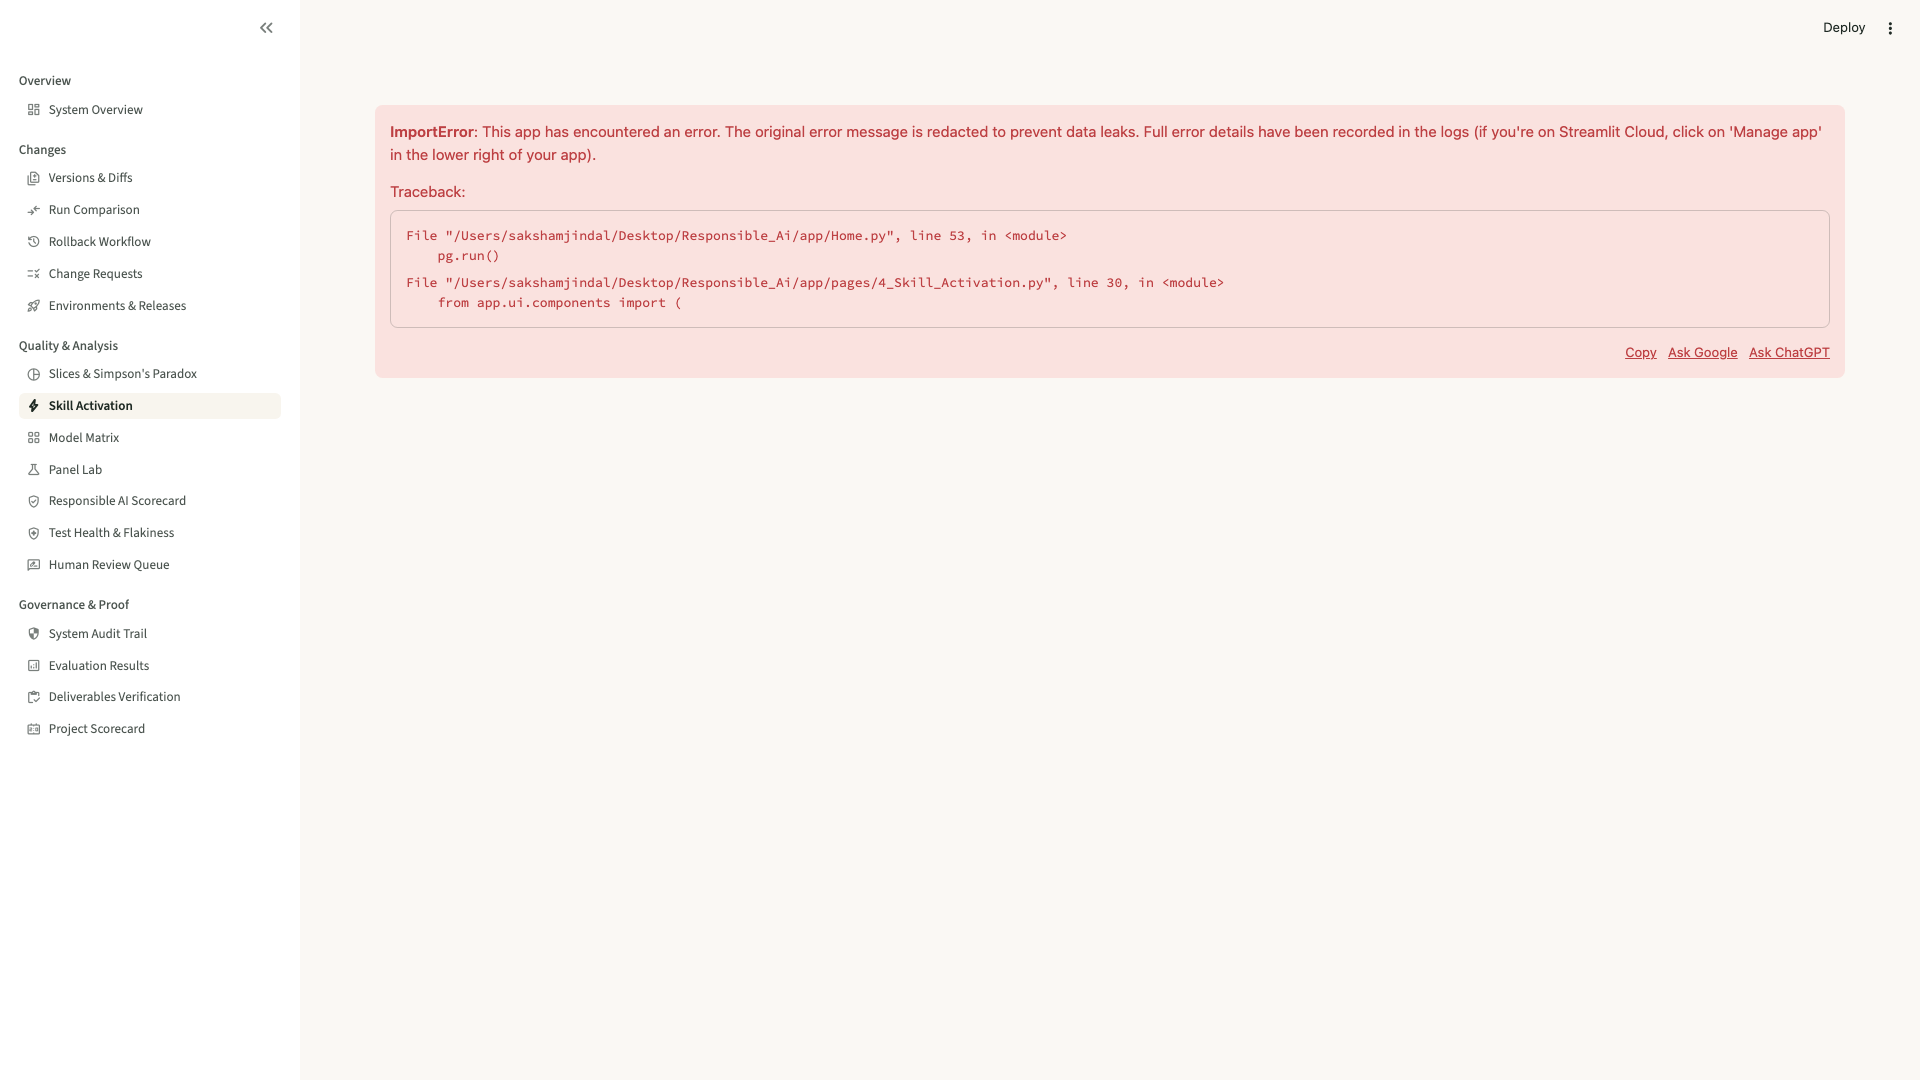 Deploy
Overview
System Overview
Changes
Versions & Diffs
Run Comparison
Rollback Workflow
Change Requests
Environments & Releases
Quality & Analysis
Slices & Simpson's Paradox
Skill Activation
Model Matrix
Panel Lab
Responsible AI Scorecard
Test Health & Flakiness
Human Review Queue
Governance & Proof
System Audit Trail
Evaluation Results
Deliverables Verification
Project Scorecard
ImportError: This app has encountered an error. The original error message is redacted to prevent data leaks. Full error details have been recorded in the logs (if you're on Streamlit Cloud, click on 'Manage app'
in the lower right of your app).
Traceback:
File "/Users/sakshamjindal/Desktop/Responsible_Ai/app/Home.py", line 53, in <module>
    pg.run()
File "/Users/sakshamjindal/Desktop/Responsible_Ai/app/pages/4_Skill_Activation.py", line 30, in <module>
    from app.ui.components import (
Copy Ask Google Ask ChatGPT